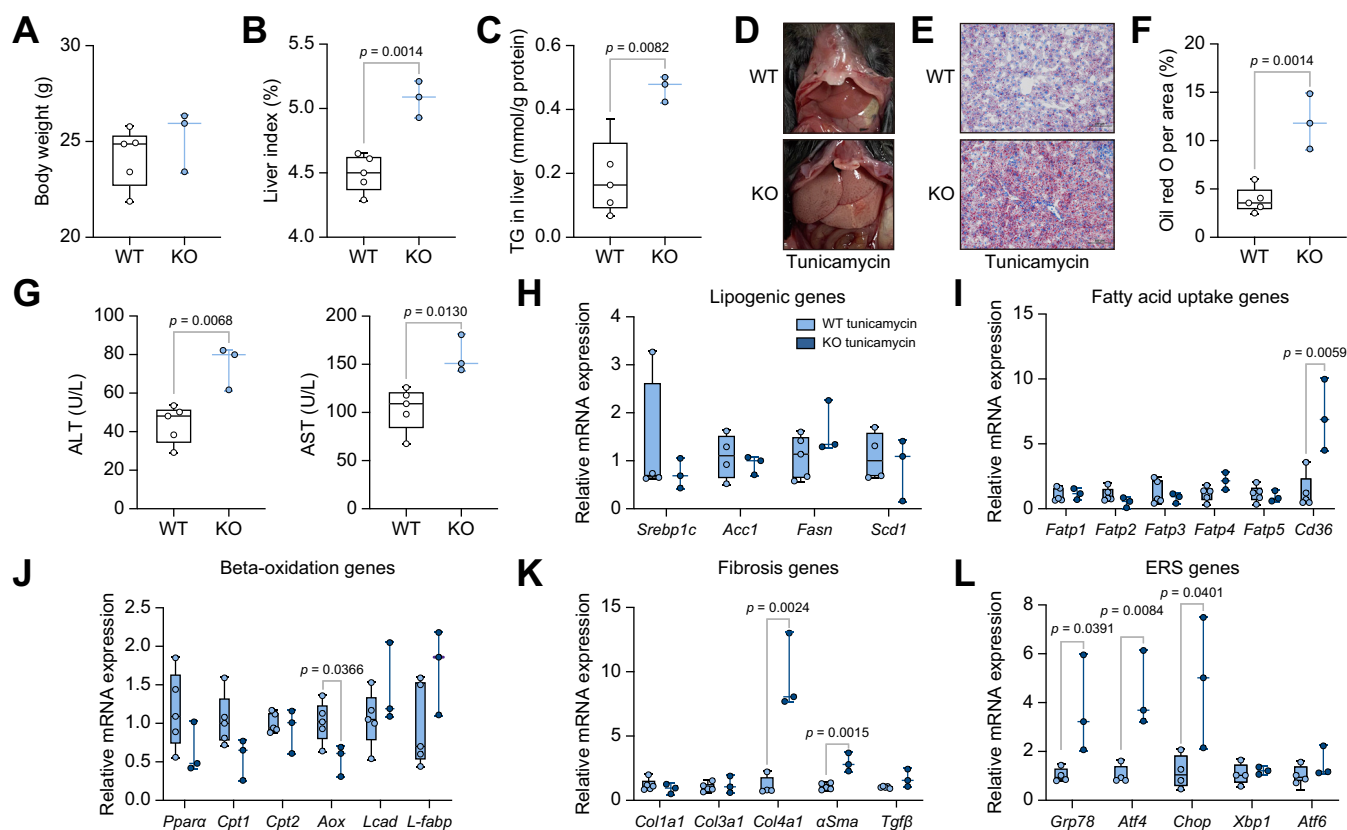 A
Body weight (g)
30
25
20
WT
KO
B
Liver index (%)
5.5
5.0
4.5
4.0
p = 0.0014
WT
KO
C
TG in liver (mmol/g protein)
0.6
0.4
0.2
0.0
p = 0.0082
WT
KO
D
WT
KO
Tunicamycin
E
WT
KO
Tunicamycin
F
Oil red O per area (%)
20
15
10
5
0
p = 0.0014
WT
KO
G
ALT (U/L)
100
80
60
40
20
0
p = 0.0068
WT
KO
AST (U/L)
200
150
100
50
0
p = 0.0130
WT
KO
H
Lipogenic genes
Relative mRNA expression
4
3
2
1
0
WT tunicamycin
KO tunicamycin
Srebp1c
Acc1
Fasn
Scd1
I
Fatty acid uptake genes
Relative mRNA expression
15
10
5
0
p = 0.0059
Fatp1
Fatp2
Fatp3
Fatp4
Fatp5
Cd36
J
Beta-oxidation genes
Relative mRNA expression
2.5
2.0
1.5
1.0
0.5
0.0
p = 0.0366
Pparα
Cpt1
Cpt2
Aox
Lcad
L-fabp
K
Fibrosis genes
Relative mRNA expression
15
10
5
0
p = 0.0024
p = 0.0015
Col1a1
Col3a1
Col4a1
αSma
Tgfβ
L
ERS genes
Relative mRNA expression
8
6
4
2
0
p = 0.0391
p = 0.0084
p = 0.0401
Grp78
Atf4
Chop
Xbp1
Atf6